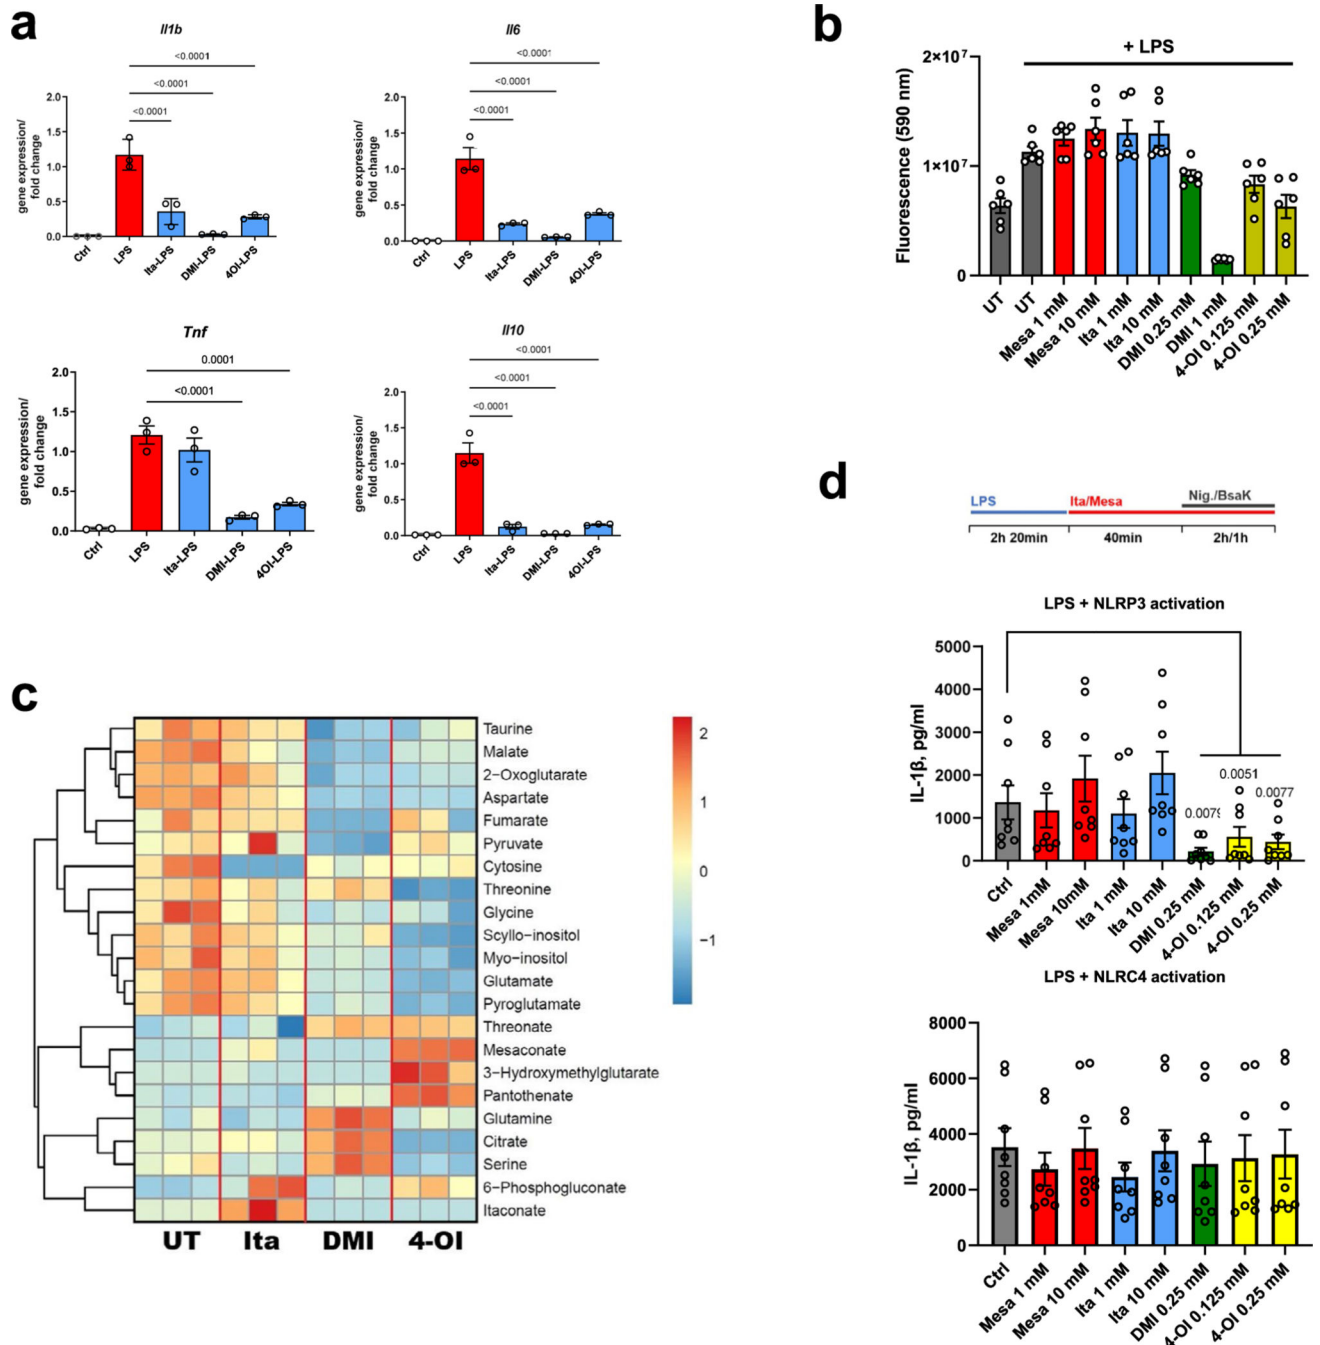 a
Il1b
<0.0001
<0.0001
<0.0001
gene expression/
fold change
2.0
1.5
1.0
0.5
0.0
Ctrl
LPS
Ita-LPS
DMI-LPS
4OI-LPS
Il6
<0.0001
<0.0001
<0.0001
gene expression/
fold change
2.0
1.5
1.0
0.5
0.0
Ctrl
LPS
Ita-LPS
DMI-LPS
4OI-LPS
Tnf
0.0001
<0.0001
gene expression/
fold change
2.0
1.5
1.0
0.5
0.0
Ctrl
LPS
Ita-LPS
DMI-LPS
4OI-LPS
Il10
<0.0001
<0.0001
<0.0001
gene expression/
fold change
2.0
1.5
1.0
0.5
0.0
Ctrl
LPS
Ita-LPS
DMI-LPS
4OI-LPS
b
+ LPS
Fluorescence (590 nm)
2×10⁷
1×10⁷
0
UT
UT
Mesa 1 mM
Mesa 10 mM
Ita 1 mM
Ita 10 mM
DMI 0.25 mM
DMI 1 mM
4-OI 0.125 mM
4-OI 0.25 mM
c
Taurine
Malate
2−Oxoglutarate
Aspartate
Fumarate
Pyruvate
Cytosine
Threonine
Glycine
Scyllo−inositol
Myo−inositol
Glutamate
Pyroglutamate
Threonate
Mesaconate
3−Hydroxymethylglutarate
Pantothenate
Glutamine
Citrate
Serine
6−Phosphogluconate
Itaconate
UT
Ita
DMI
4-OI
2
1
0
−1
d
LPS
Ita/Mesa
Nig./BsaK
2h 20min
40min
2h/1h
LPS + NLRP3 activation
IL-1β, pg/ml
5000
4000
3000
2000
1000
0
0.0079
0.0051
0.0077
Ctrl
Mesa 1mM
Mesa 10mM
Ita 1 mM
Ita 10 mM
DMI 0.25 mM
4-OI 0.125 mM
4-OI 0.25 mM
LPS + NLRC4 activation
IL-1β, pg/ml
8000
6000
4000
2000
0
Ctrl
Mesa 1 mM
Mesa 10 mM
Ita 1 mM
Ita 10 mM
DMI 0.25 mM
4-OI 0.125 mM
4-OI 0.25 mM